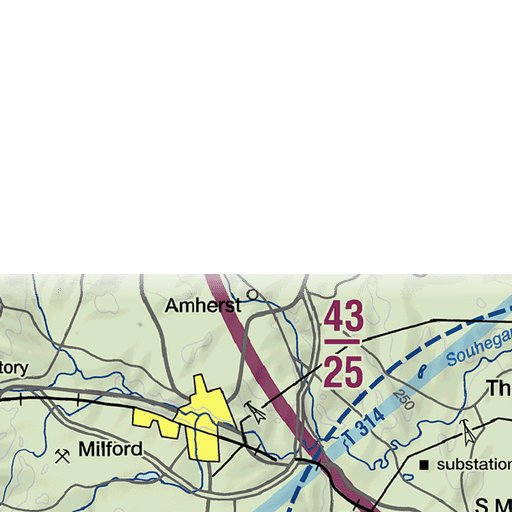 Amherst
43
25
Souhegan
tory
250
T 314
Th
Milford
substation
S M